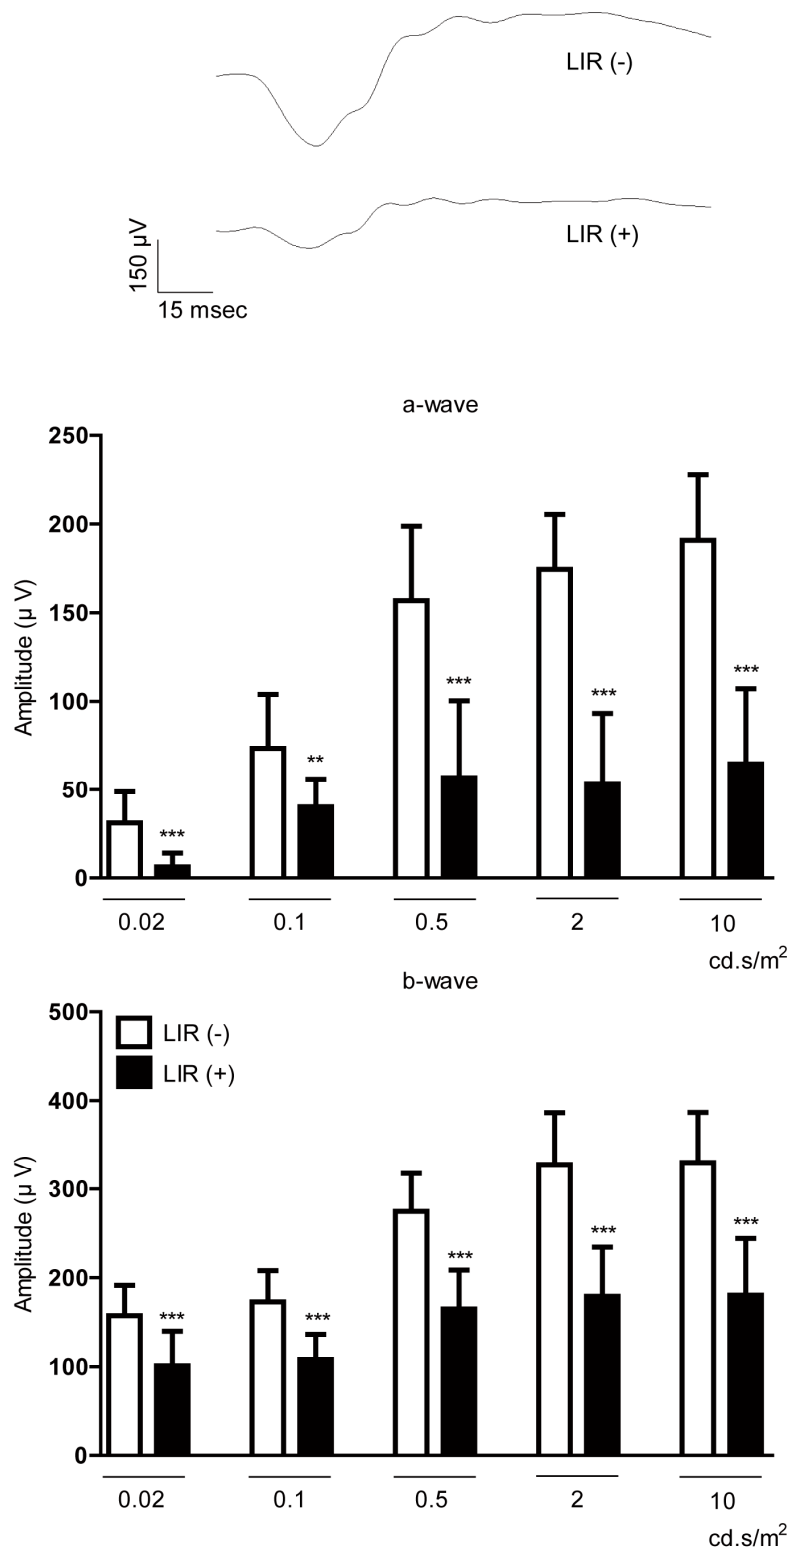 LIR (-)
LIR (+)
150 μV
15 msec
a-wave
Amplitude (μ V)
250
200
150
100
50
0
***
**
***
***
***
0.02 0.1 0.5 2 10
cd.s/m²
b-wave
LIR (-)
LIR (+)
Amplitude (μ V)
500
400
300
200
100
0
***
***
***
***
***
0.02 0.1 0.5 2 10
cd.s/m²